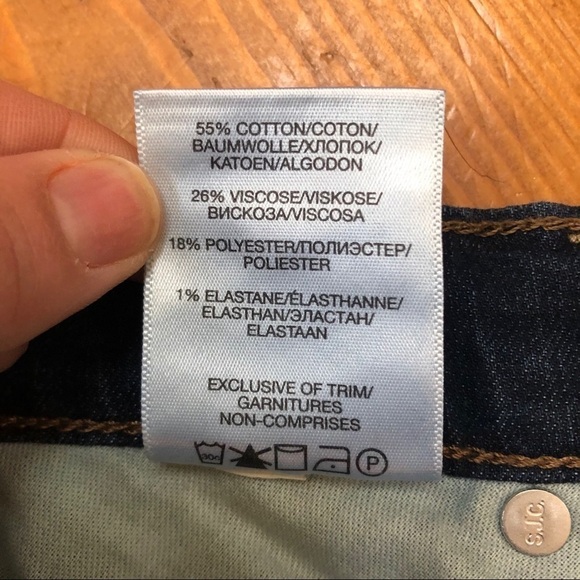 55% COTTON/COTON/
BAUMWOLLE/ХЛОПОК/
KATOEN/ALGODON
26% VISCOSE/VISKOSE/
ВИСКОЗА/VISCOSA
18% POLYESTER/ПОЛИЭСТЕР/
POLIESTER
1% ELASTANE/ÉLASTHANNE/
ELASTHAN/ЭЛАСТАН/
ELASTAAN
EXCLUSIVE OF TRIM/
GARNITURES
NON-COMPRISES
30° P
S.J.C.